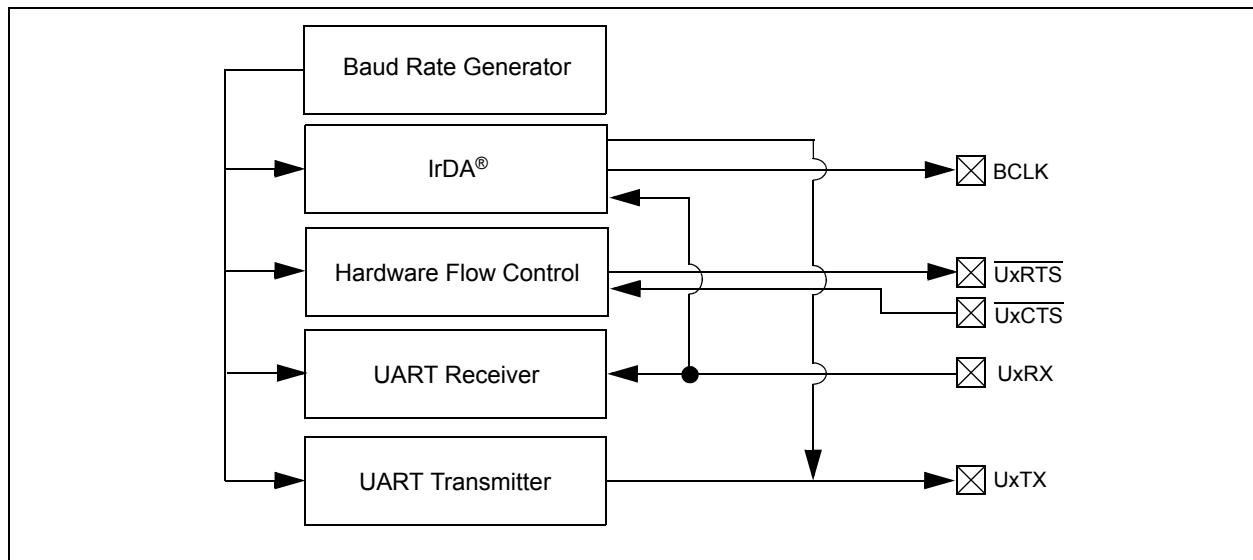 Baud Rate Generator
IrDA®
BCLK
Hardware Flow Control
UxRTS
UxCTS
UART Receiver
UxRX
UART Transmitter
UxTX